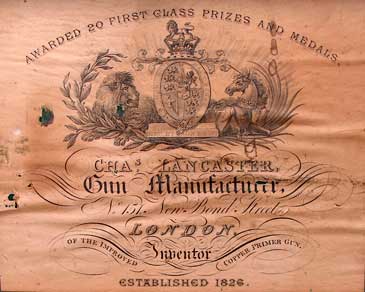 AWARDED 20 FIRST CLASS PRIZES AND MEDALS,
CHAS. LANCASTER,
Gun Manufacturer,
No. 151, New Bond Street,
LONDON,
Inventor
OF THE IMPROVED COPPER PRIMER GUN.
ESTABLISHED 1826.